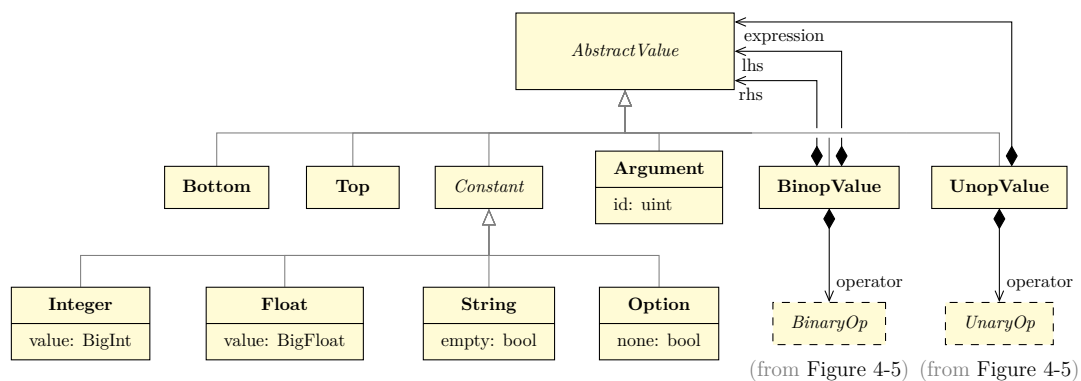 AbstractValue
expression
lhs
rhs
Bottom
Top
Constant
Argument
id: uint
BinopValue
UnopValue
operator
operator
Integer
value: BigInt
Float
value: BigFloat
String
empty: bool
Option
none: bool
BinaryOp
UnaryOp
(from Figure 4-5)
(from Figure 4-5)